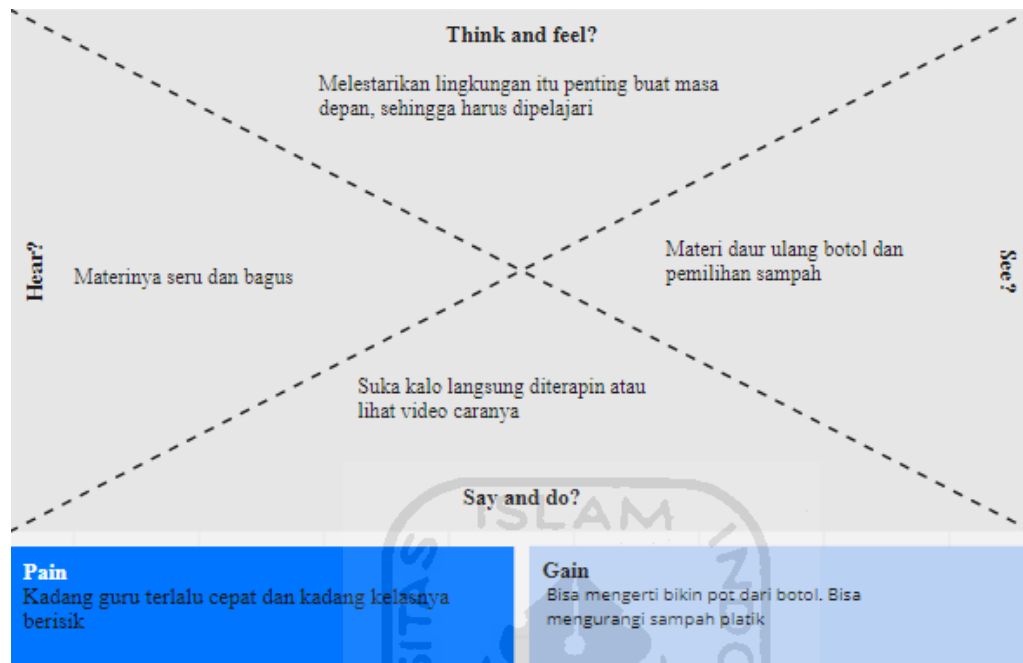 Think and feel?
Melestarikan lingkungan itu penting buat masa
depan, sehingga harus dipelajari
Hear?
Materinya seru dan bagus
Materi daur ulang botol dan
pemilihan sampah
See?
Suka kalo langsung diterapin atau
lihat video caranya
Say and do?
ISLAM
Pain
Kadang guru terlalu cepat dan kadang kelasnya
berisik
Gain
Bisa mengerti bikin pot dari botol. Bisa
mengurangi sampah platik